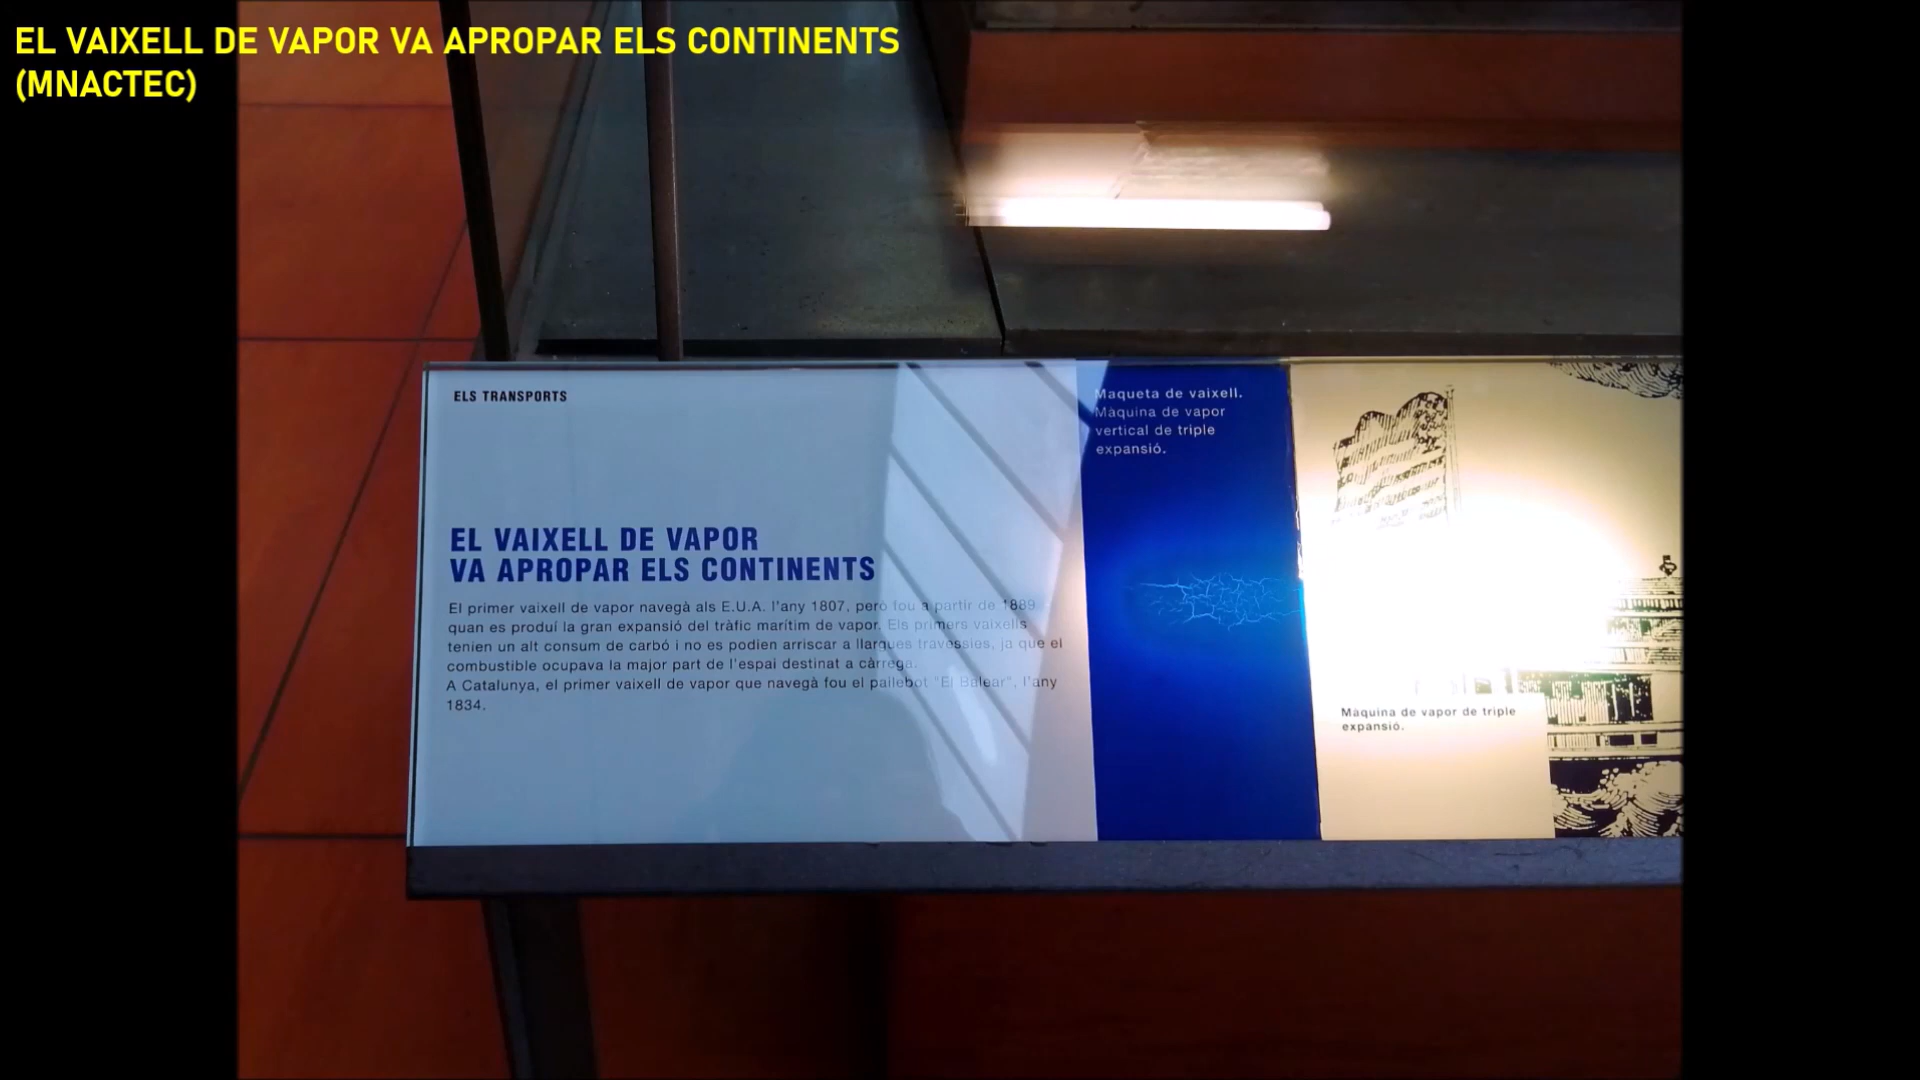 EL VAIXELL DE VAPOR VA APROPAR ELS CONTINENTS
(MNACTEC)
ELS TRANSPORTS
EL VAIXELL DE VAPOR
VA APROPAR ELS CONTINENTS
El primer vaixell de vapor navegà als E.U.A. l'any 1807, però fou a partir de 1889
quan es produí la gran expansió del tràfic marítim de vapor. Els primers vaixells
tenien un alt consum de carbó i no es podien arriscar a llargues travessies, ja que el
combustible ocupava la major part de l'espai destinat a càrrega.
A Catalunya, el primer vaixell de vapor que navegà fou el pailebot "El Balear", l'any
1834.
Maqueta de vaixell.
Màquina de vapor
vertical de triple
expansió.
Màquina de vapor de triple
expansió.